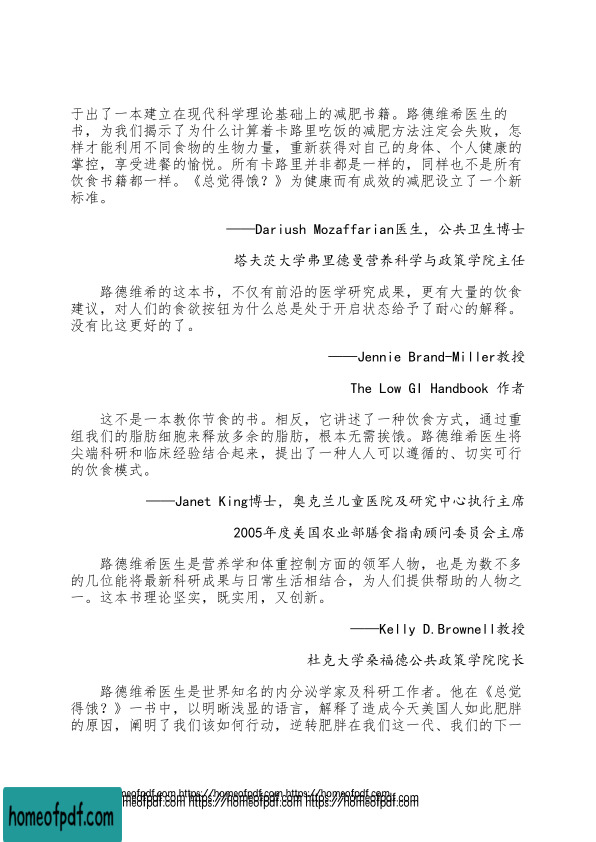 于出了一本建立在现代科学理论基础上的减肥书籍。路德维希医生的
书，为我们揭示了为什么计算着卡路里吃饭的减肥方法注定会失败，怎
样才能利用不同食物的生物力量，重新获得对自己的身体、个人健康的
掌控，享受进餐的愉悦。所有卡路里并非都是一样的，同样也不是所有
饮食书籍都一样。《总觉得饿？》为健康而有成效的减肥设立了一个新
标准。
——Dariush Mozaffarian医生，公共卫生博士
塔夫茨大学弗里德曼营养科学与政策学院主任
路德维希的这本书，不仅有前沿的医学研究成果，更有大量的饮食
建议，对人们的食欲按钮为什么总是处于开启状态给予了耐心的解释。
没有比这更好的了。
——Jennie Brand-Miller教授
The Low GI Handbook 作者
这不是一本教你节食的书。相反，它讲述了一种饮食方式，通过重
组我们的脂肪细胞来释放多余的脂肪，根本无需挨饿。路德维希医生将
尖端科研和临床经验结合起来，提出了一种人人可以遵循的、切实可行
的饮食模式。
——Janet King博士，奥克兰儿童医院及研究中心执行主席
2005年度美国农业部膳食指南顾问委员会主席
路德维希医生是营养学和体重控制方面的领军人物，也是为数不多
的几位能将最新科研成果与日常生活相结合，为人们提供帮助的人物之
一。这本书理论坚实，既实用，又创新。
——Kelly D.Brownell教授
杜克大学桑福德公共政策学院院长
路德维希医生是世界知名的内分泌学家及科研工作者。他在《总觉
得饿？》一书中，以明晰浅显的语言，解释了造成今天美国人如此肥胖
的原因，阐明了我们该如何行动，逆转肥胖在我们这一代、我们的下一
homeofpdf.com https://homeofpdf.com https://homeofpdf.com
homeofpdf.com https://homeofpdf.com https://homeofpdf.com
homeofpdf.com